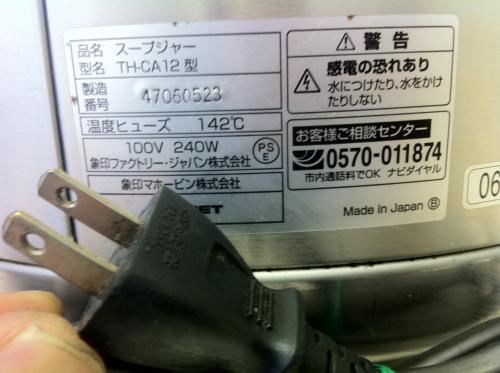 品名 スープジャー
型名 TH-CA12 型
製造
番号 47060523
温度ヒューズ 142℃
100V 240W
PS
E
象印ファクトリー・ジャパン株式会社
象印マホービン株式会社
警告
感電の恐れあり
水につけたり、水をかけ
たりしない
お客様ご相談センター
0570-011874
市内通話料でOK ナビダイヤル
Made in Japan Ⓑ
06